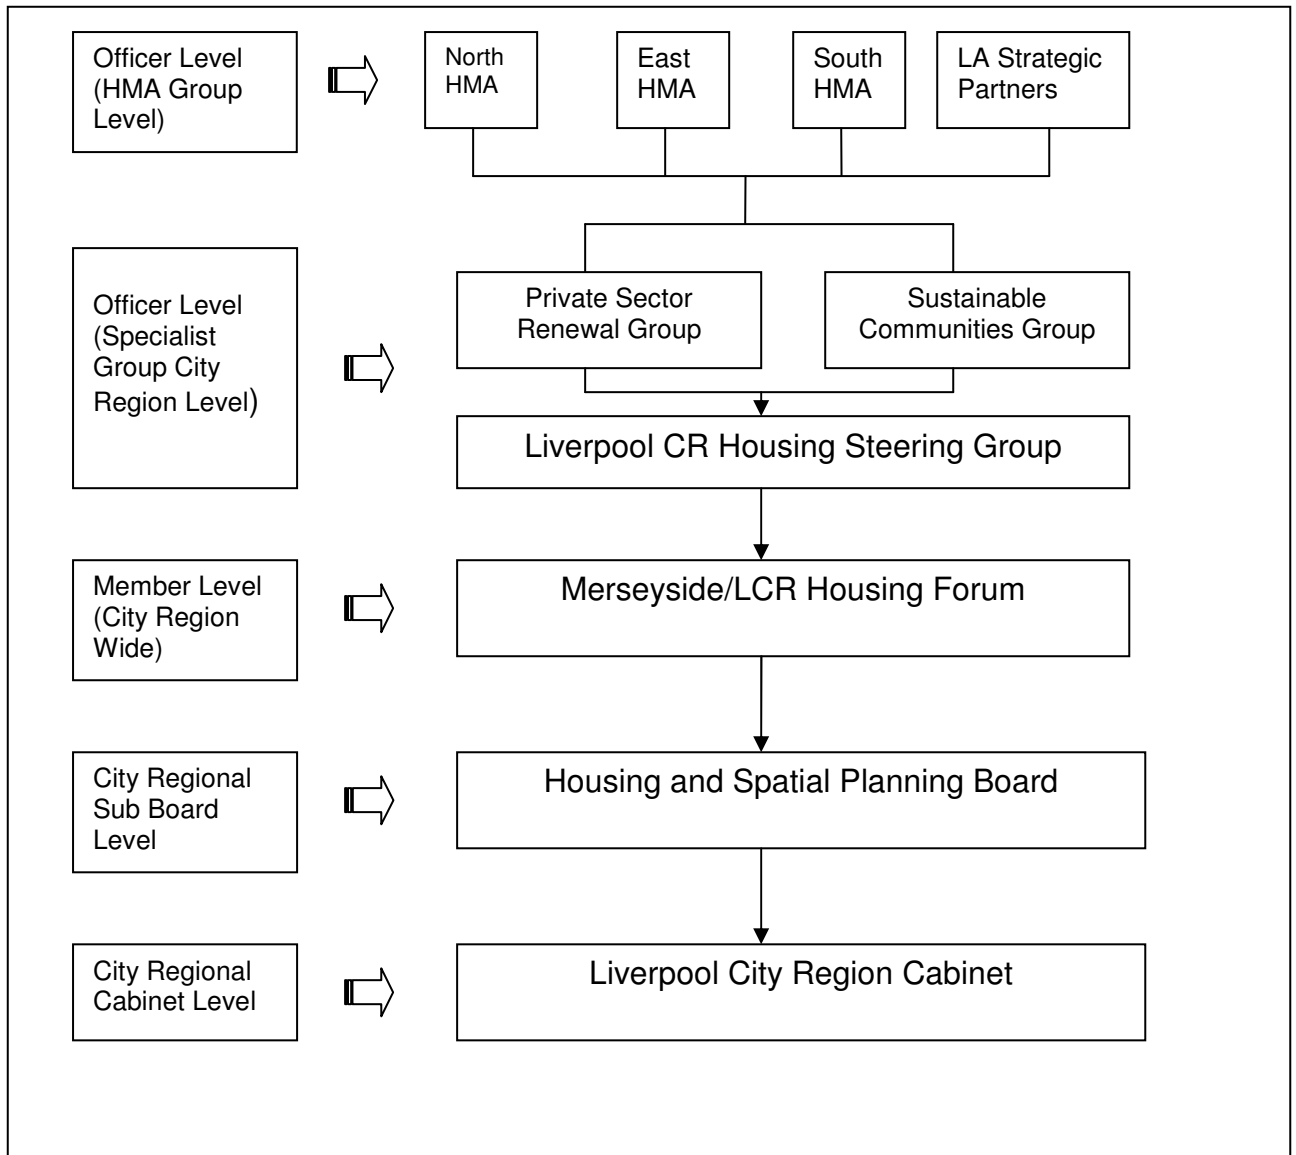 Officer Level
(HMA Group
Level)
North
HMA
East
HMA
South
HMA
LA Strategic
Partners
Officer Level
(Specialist
Group City
Region Level)
Private Sector
Renewal Group
Sustainable
Communities Group
Liverpool CR Housing Steering Group
Member Level
(City Region
Wide)
Merseyside/LCR Housing Forum
City Regional
Sub Board
Level
Housing and Spatial Planning Board
City Regional
Cabinet Level
Liverpool City Region Cabinet